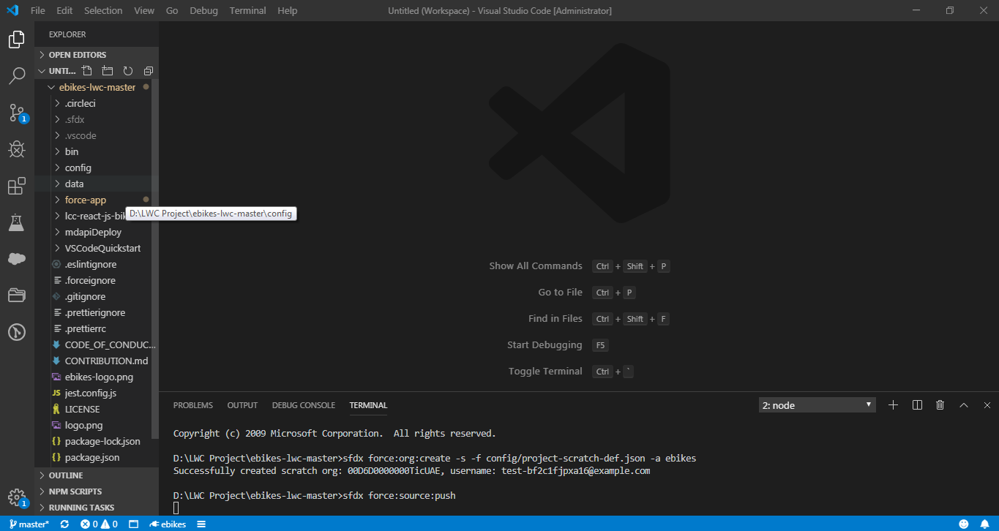 File Edit Selection View Go Debug Terminal Help
Untitled (Workspace) - Visual Studio Code [Administrator]
EXPLORER
OPEN EDITORS
UNTI...
ebikes-lwc-master
.circleci
.sfdx
.vscode
bin
config
data
force-app
D:\LWC Project\ebikes-lwc-master\config
lcc-react-js-bik
mdapiDeploy
VSCodeQuickstart
.eslintignore
.forceignore
.gitignore
.prettierignore
.prettierrc
CODE_OF_CONDUC...
CONTRIBUTION.md
ebikes-logo.png
JS jest.config.js
LICENSE
logo.png
{} package-lock.json
{} package.json
OUTLINE
NPM SCRIPTS
RUNNING TASKS
1
1
Show All Commands Ctrl + Shift + P
Go to File Ctrl + P
Find in Files Ctrl + Shift + F
Start Debugging F5
Toggle Terminal Ctrl + `
PROBLEMS OUTPUT DEBUG CONSOLE TERMINAL
2: node
Copyright (c) 2009 Microsoft Corporation.  All rights reserved.
D:\LWC Project\ebikes-lwc-master>sfdx force:org:create -s -f config/project-scratch-def.json -a ebikes
Successfully created scratch org: 00D6D0000000TicUAE, username: test-bf2c1fjpxa16@example.com
D:\LWC Project\ebikes-lwc-master>sfdx force:source:push
master* 0 0 ebikes